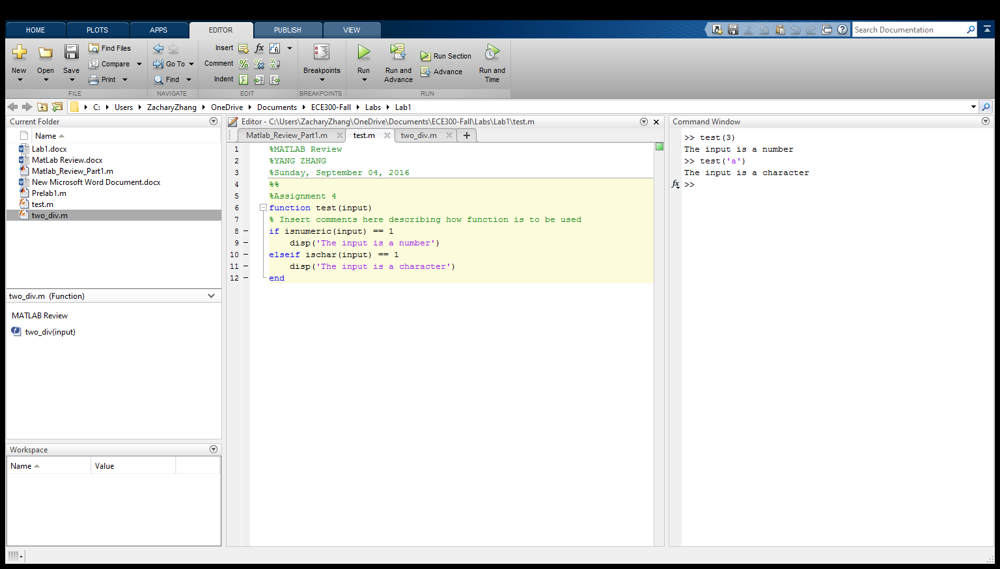 HOME PLOTS APPS EDITOR PUBLISH VIEW
Search Documentation
New Open Save Find Files Compare Print
FILE
Go To Find
NAVIGATE
Insert fx fi
Comment % % %
Indent
EDIT
Breakpoints
BREAKPOINTS
Run Run and Advance Run Section Advance Run and Time
RUN
C: Users ZacharyZhang OneDrive Documents ECE300-Fall Labs Lab1
Current Folder
Name
Lab1.docx
MatLab Review.docx
Matlab_Review_Part1.m
New Microsoft Word Document.docx
Prelab1.m
test.m
two_div.m
two_div.m (Function)
MATLAB Review
two_div(input)
Workspace
Name Value
Editor - C:\Users\ZacharyZhang\OneDrive\Documents\ECE300-Fall\Labs\Lab1\test.m
Matlab_Review_Part1.m test.m two_div.m +
1 %MATLAB Review
2 %YANG ZHANG
3 %Sunday, September 04, 2016
4 %%
5 %Assignment 4
6 function test(input)
7 % Insert comments here describing how function is to be used
8 - if isnumeric(input) == 1
9 - disp('The input is a number')
10 - elseif ischar(input) == 1
11 - disp('The input is a character')
12 - end
Command Window
>> test(3)
The input is a number
>> test('a')
The input is a character
fx >>